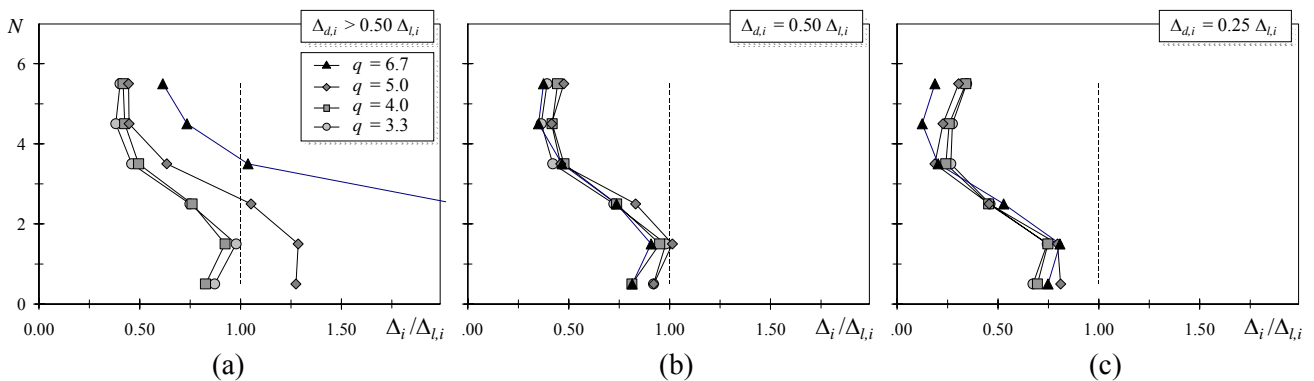 N
Δd,i > 0.50 Δl,i
q = 6.7
q = 5.0
q = 4.0
q = 3.3
6
4
2
0
.00 0.50 1.00 1.50 Δi/Δl,i
(a)
Δd,i = 0.50 Δl,i
.00 0.50 1.00 1.50 Δi/Δl,i
(b)
Δd,i = 0.25 Δl,i
.00 0.50 1.00 1.50 Δi/Δl,i
(c)